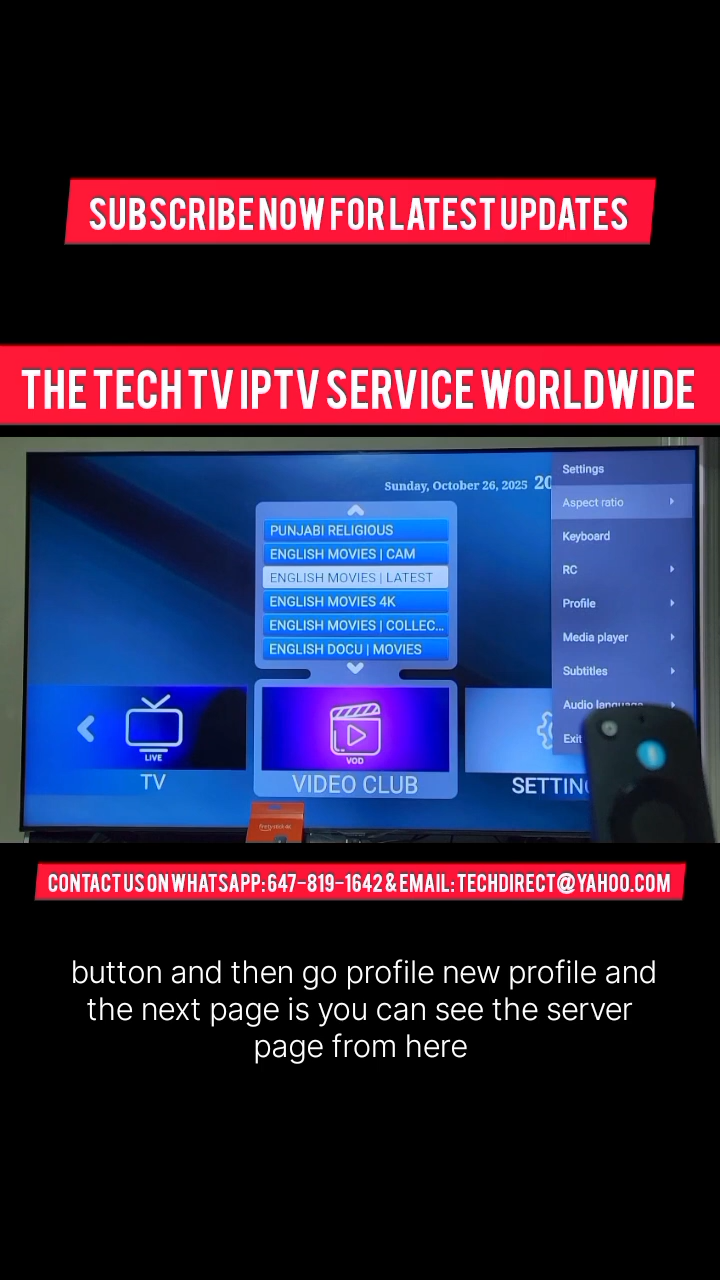 SUBSCRIBE NOW FOR LATEST UPDATES
THE TECH TV IPTV SERVICE WORLDWIDE
Sunday, October 26, 2025 20
PUNJABI RELIGIOUS
ENGLISH MOVIES | CAM
ENGLISH MOVIES | LATEST
ENGLISH MOVIES 4K
ENGLISH MOVIES | COLLEC...
ENGLISH DOCU | MOVIES
Settings
Aspect ratio
Keyboard
RC
Profile
Media player
Subtitles
Audio language
Exit
LIVE
TV
VOD
VIDEO CLUB
SETTIN
CONTACT US ON WHATSAPP: 647-819-1642 & EMAIL: TECHDIRECT@YAHOO.COM
button and then go profile new profile and
the next page is you can see the server
page from here